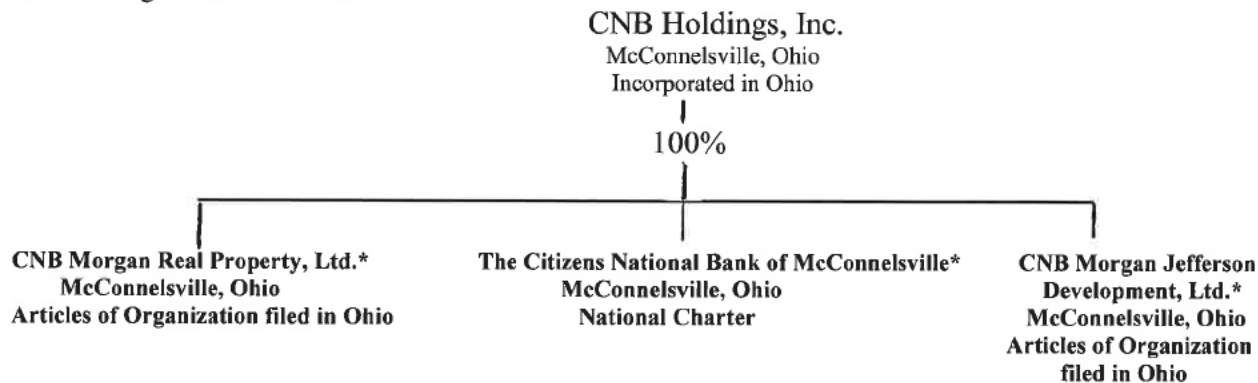 CNB Holdings, Inc.
McConnelsville, Ohio
Incorporated in Ohio
100%
CNB Morgan Real Property, Ltd.*
McConnelsville, Ohio
Articles of Organization filed in Ohio
The Citizens National Bank of McConnelsville*
McConnelsville, Ohio
National Charter
CNB Morgan Jefferson
Development, Ltd.*
McConnelsville, Ohio
Articles of Organization
filed in Ohio